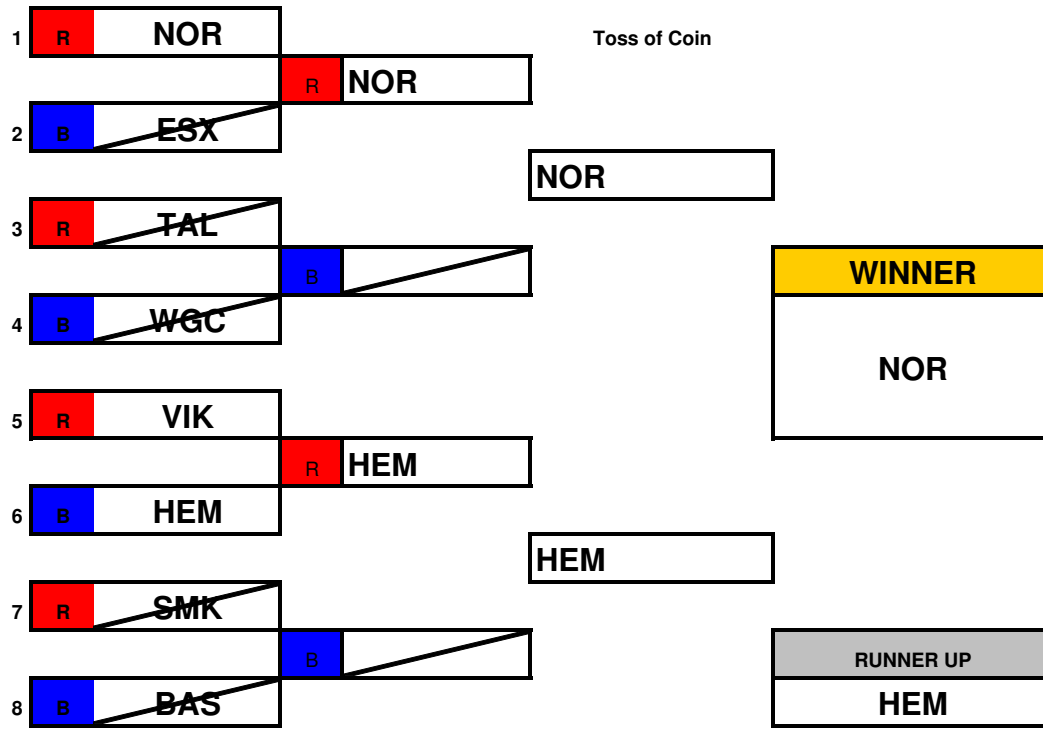 1 R NOR Toss of Coin
R NOR
2 B ESX
NOR
3 R TAL
B WINNER
4 B WGC
NOR
5 R VIK
R HEM
6 B HEM
HEM
7 R SMK
B RUNNER UP
8 B BAS HEM